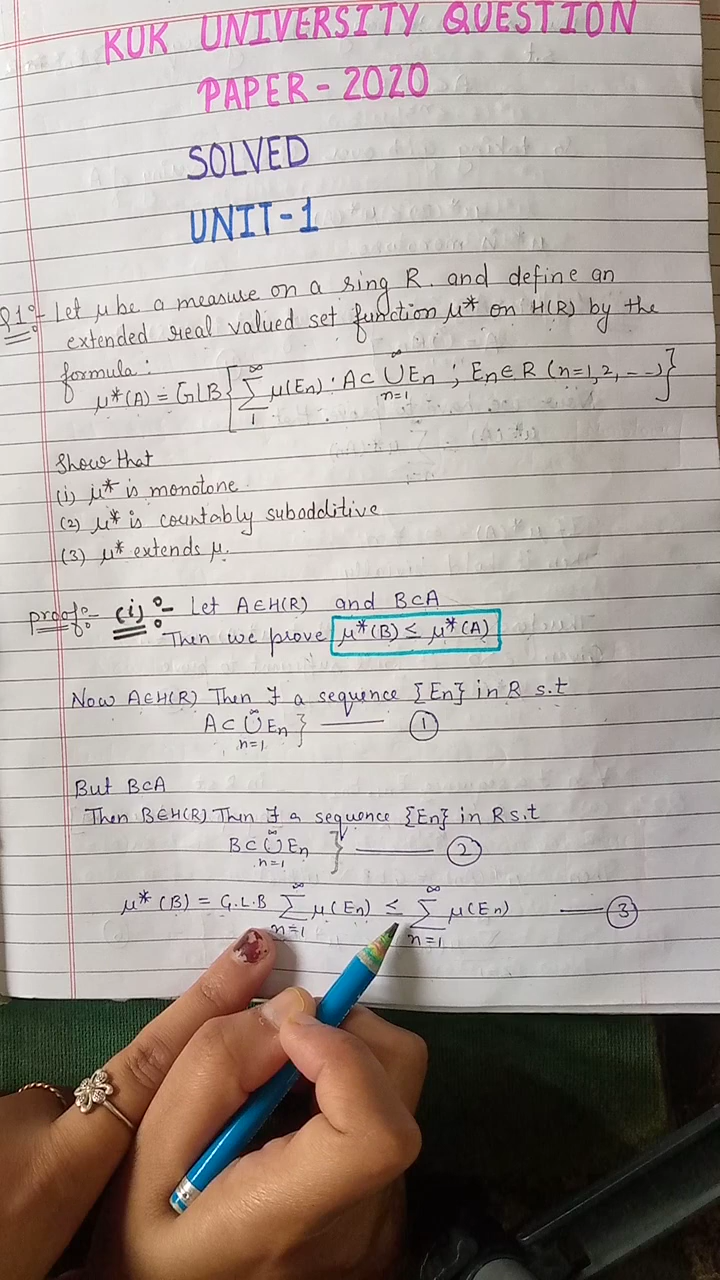 KUK UNIVERSITY QUESTION
PAPER-2020
SOLVED
UNIT-1
Q1:- Let μ be a measure on a ring R. and define an
extended real valued set function μ* on H(R) by the
formula:
μ*(A) = GLB{∑₁^∞ μ(En) : A⊂ ∪_{n=1}^∞ En ; En∈R (n=1,2,--)}
Show that
(i) μ* is monotone
(2) μ* is countably subadditive
(3) μ* extends μ.
proof:- (i):- Let A∈H(R) and B⊂A
Then we prove μ*(B) ≤ μ*(A)
Now A∈H(R) Then ∃ a sequence {En} in R s.t
A⊂ ∪_{n=1}^∞ En } —— ①
But B⊂A
Then B∈H(R) Then ∃ a sequence {En} in R s.t
B⊂ ∪_{n=1}^∞ En } —— ②
μ*(B) = G.L.B ∑_{n=1}^∞ μ(En) ≤ ∑_{n=1}^∞ μ(En) —— ③